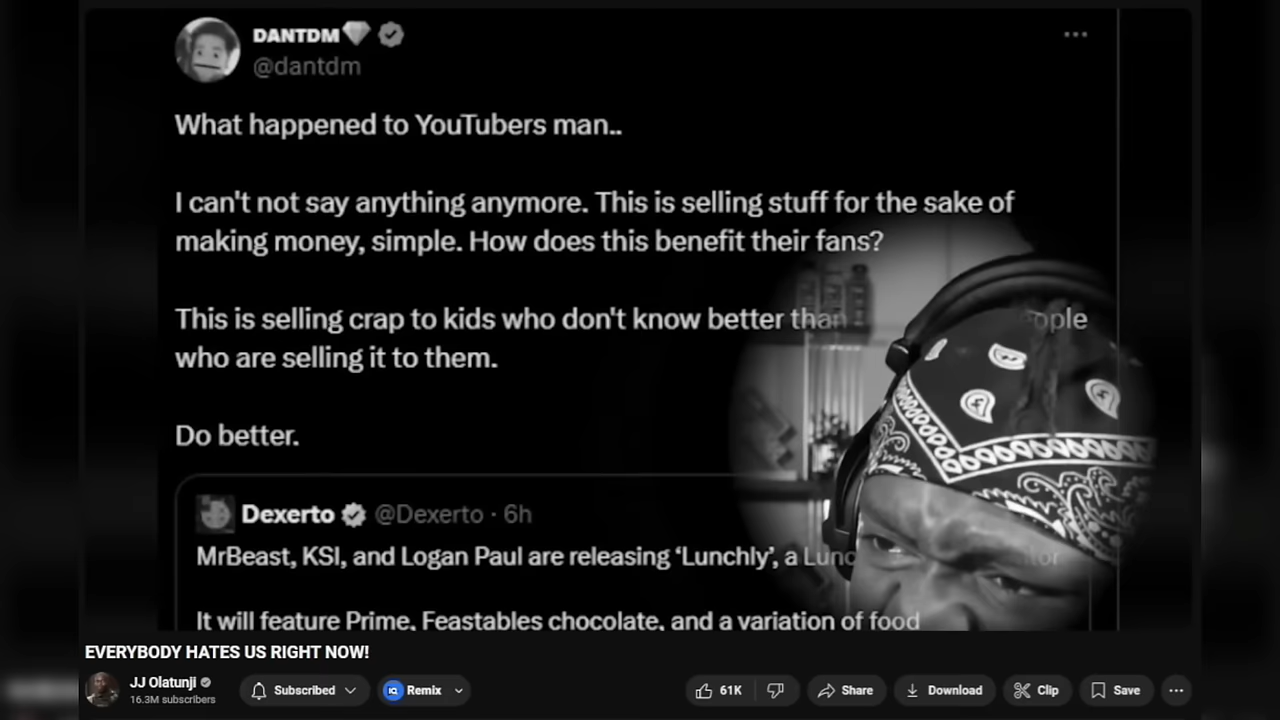 DANTDM
@dantdm
What happened to YouTubers man..
I can't not say anything anymore. This is selling stuff for the sake of
making money, simple. How does this benefit their fans?
This is selling crap to kids who don't know better than
who are selling it to them.
Do better.
Dexerto @Dexerto · 6h
MrBeast, KSI, and Logan Paul are releasing ‘Lunchly’, a
It will feature Prime, Feastables chocolate, and a variation of food
EVERYBODY HATES US RIGHT NOW!
JJ Olatunji
16.3M subscribers
Subscribed
IQ Remix
61K
Share
Download
Clip
Save